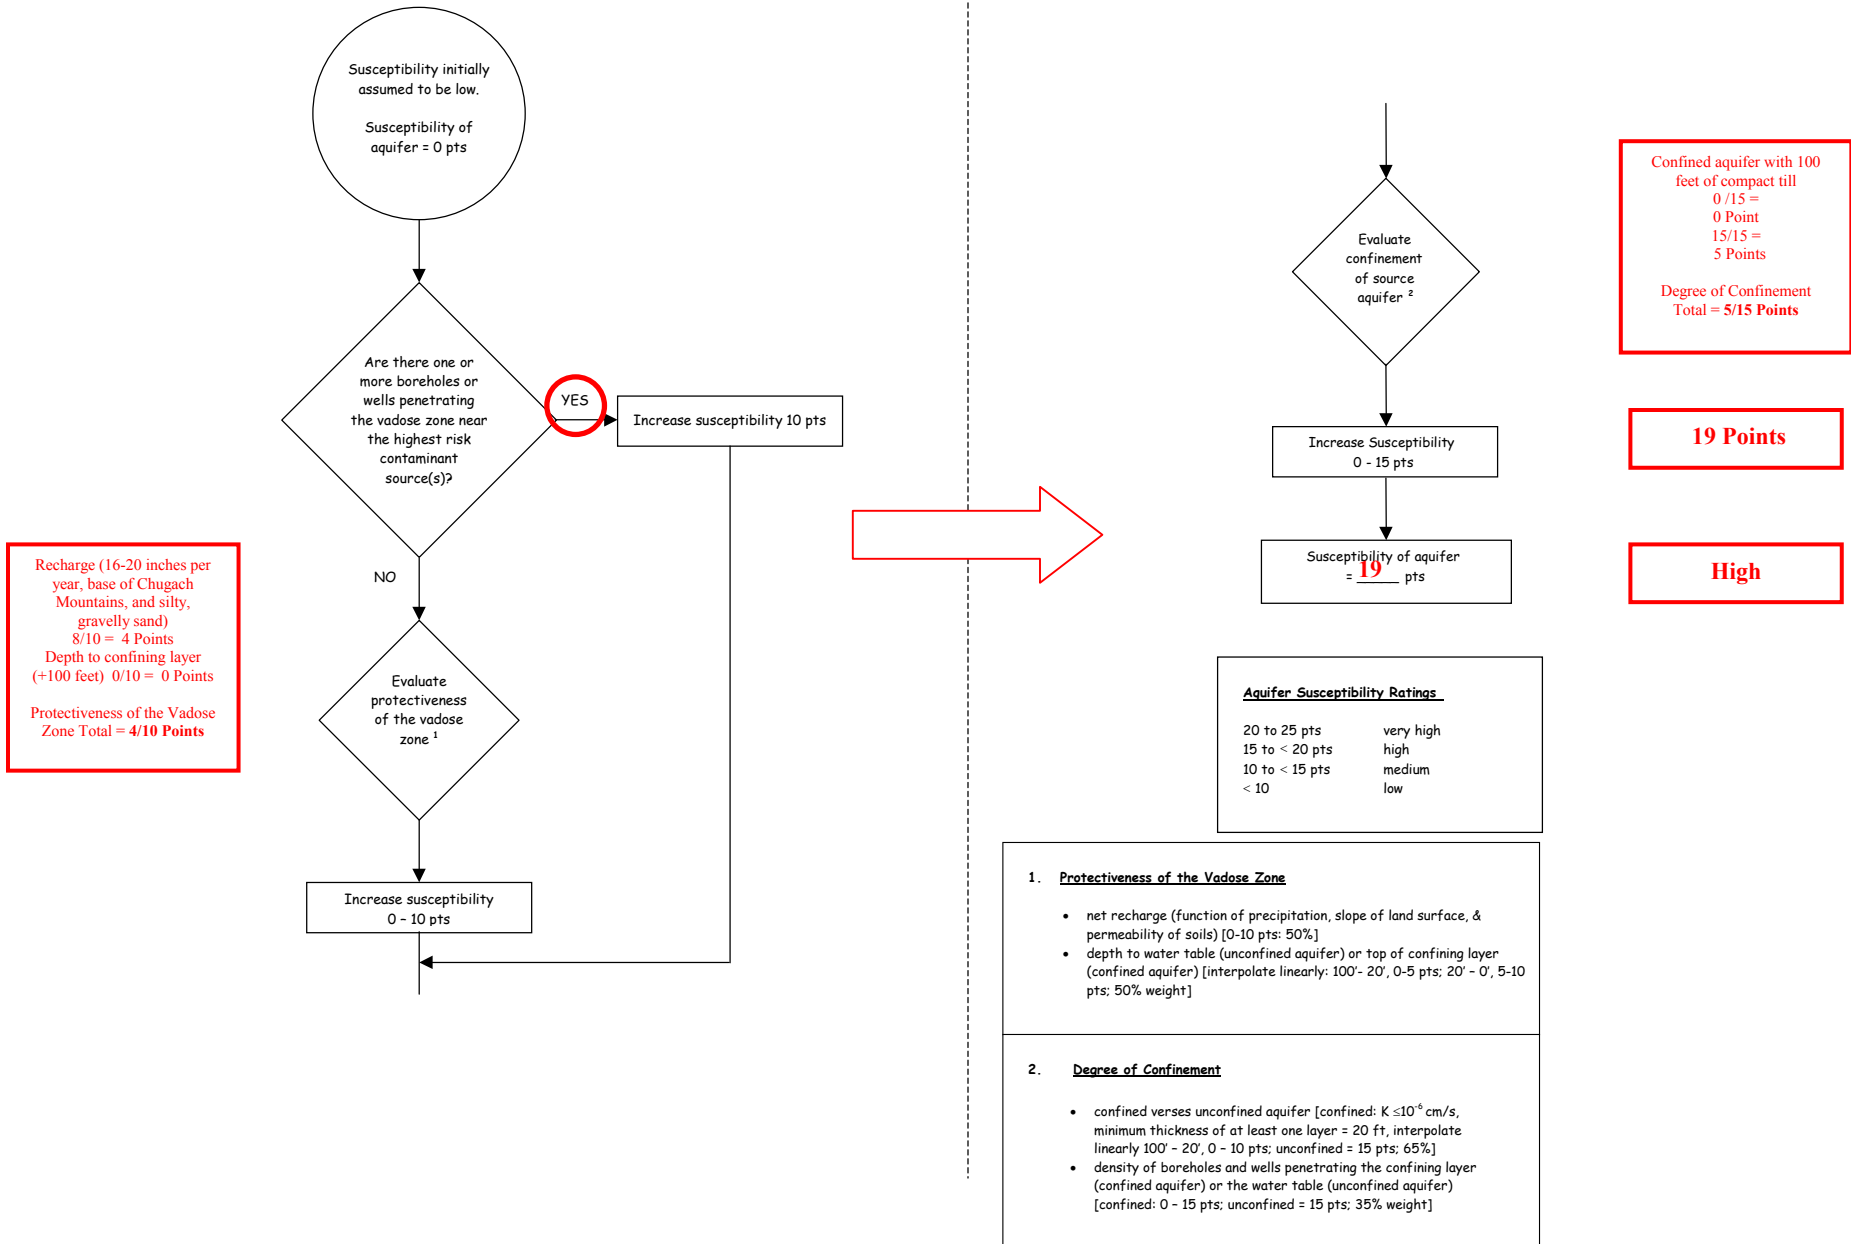 Susceptibility initially
assumed to be low.
Susceptibility of
aquifer = 0 pts
Are there one or
more boreholes or
wells penetrating
the vadose zone near
the highest risk
contaminant
source(s)?
YES
Increase susceptibility 10 pts
NO
Recharge (16-20 inches per
year, base of Chugach
Mountains, and silty,
gravelly sand)
8/10 = 4 Points
Depth to confining layer
(+100 feet) 0/10 = 0 Points
Protectiveness of the Vadose
Zone Total = 4/10 Points
Evaluate
protectiveness
of the vadose
zone ¹
Increase susceptibility
0 – 10 pts
Evaluate
confinement
of source
aquifer ²
Confined aquifer with 100
feet of compact till
0 /15 =
0 Point
15/15 =
5 Points
Degree of Confinement
Total = 5/15 Points
Increase Susceptibility
0 - 15 pts
19 Points
Susceptibility of aquifer
= 19 pts
High
Aquifer Susceptibility Ratings
20 to 25 pts very high
15 to < 20 pts high
10 to < 15 pts medium
< 10 low
1. Protectiveness of the Vadose Zone
• net recharge (function of precipitation, slope of land surface, &
permeability of soils) [0-10 pts: 50%]
• depth to water table (unconfined aquifer) or top of confining layer
(confined aquifer) [interpolate linearly: 100'- 20', 0-5 pts; 20' – 0', 5-10
pts; 50% weight]
2. Degree of Confinement
• confined verses unconfined aquifer [confined: K ≤10⁻⁶ cm/s,
minimum thickness of at least one layer = 20 ft, interpolate
linearly 100' – 20', 0 – 10 pts; unconfined = 15 pts; 65%]
• density of boreholes and wells penetrating the confining layer
(confined aquifer) or the water table (unconfined aquifer)
[confined: 0 – 15 pts; unconfined = 15 pts; 35% weight]